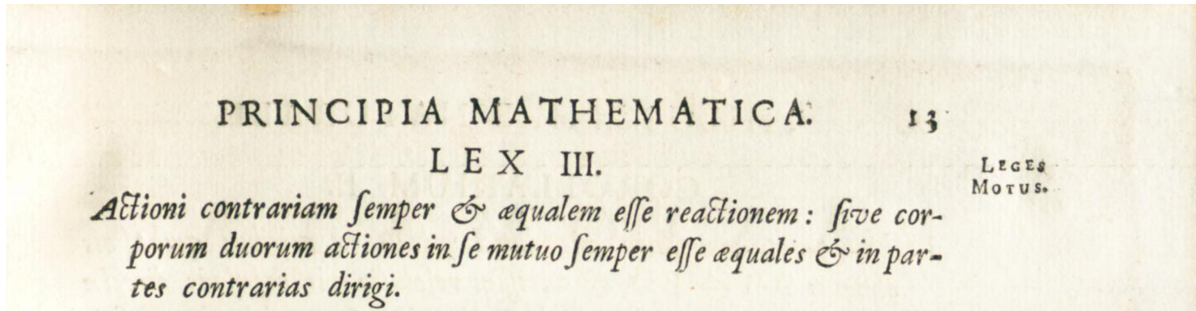 PRINCIPIA MATHEMATICA. 13
LEX III.
LEGES
MOTUS.
Actioni contrariam ſemper & æqualem eſſe reactionem: ſive cor-
porum duorum actiones in ſe mutuo ſemper eſſe æquales & in par-
tes contrarias dirigi.